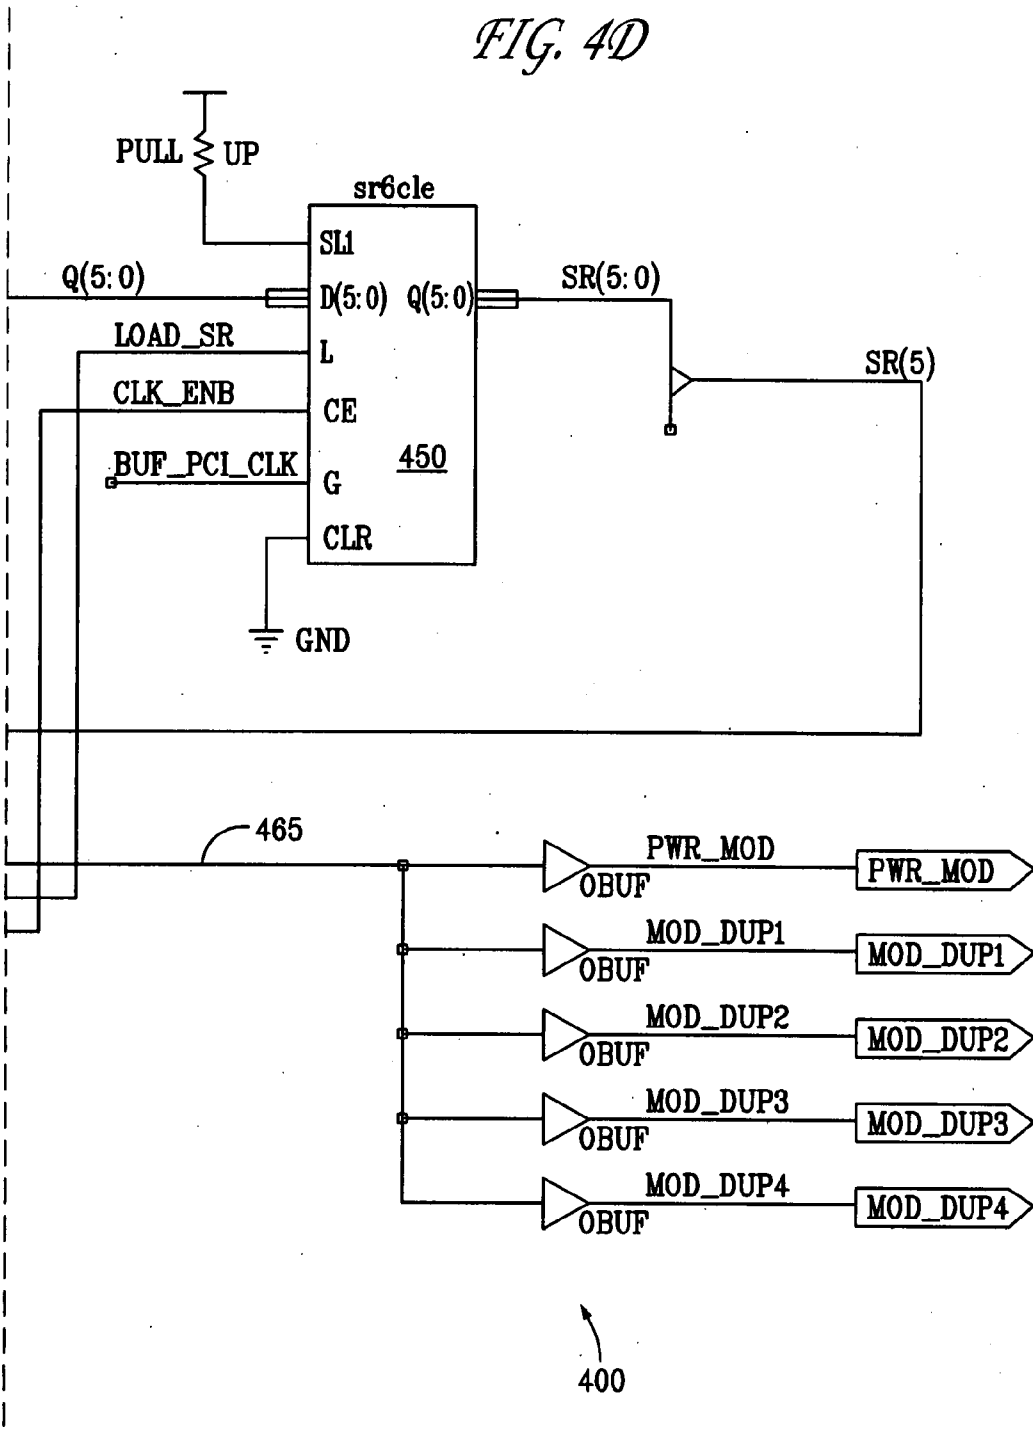 FIG. 4D
PULL UP
sr6cle
SL1
Q(5:0)
D(5:0) Q(5:0)
SR(5:0)
LOAD_SR
L
SR(5)
CLK_ENB
CE
BUF_PCI_CLK
450
G
CLR
GND
465
PWR_MOD
OBUF
PWR_MOD
MOD_DUP1
OBUF
MOD_DUP1
MOD_DUP2
OBUF
MOD_DUP2
MOD_DUP3
OBUF
MOD_DUP3
MOD_DUP4
OBUF
MOD_DUP4
400